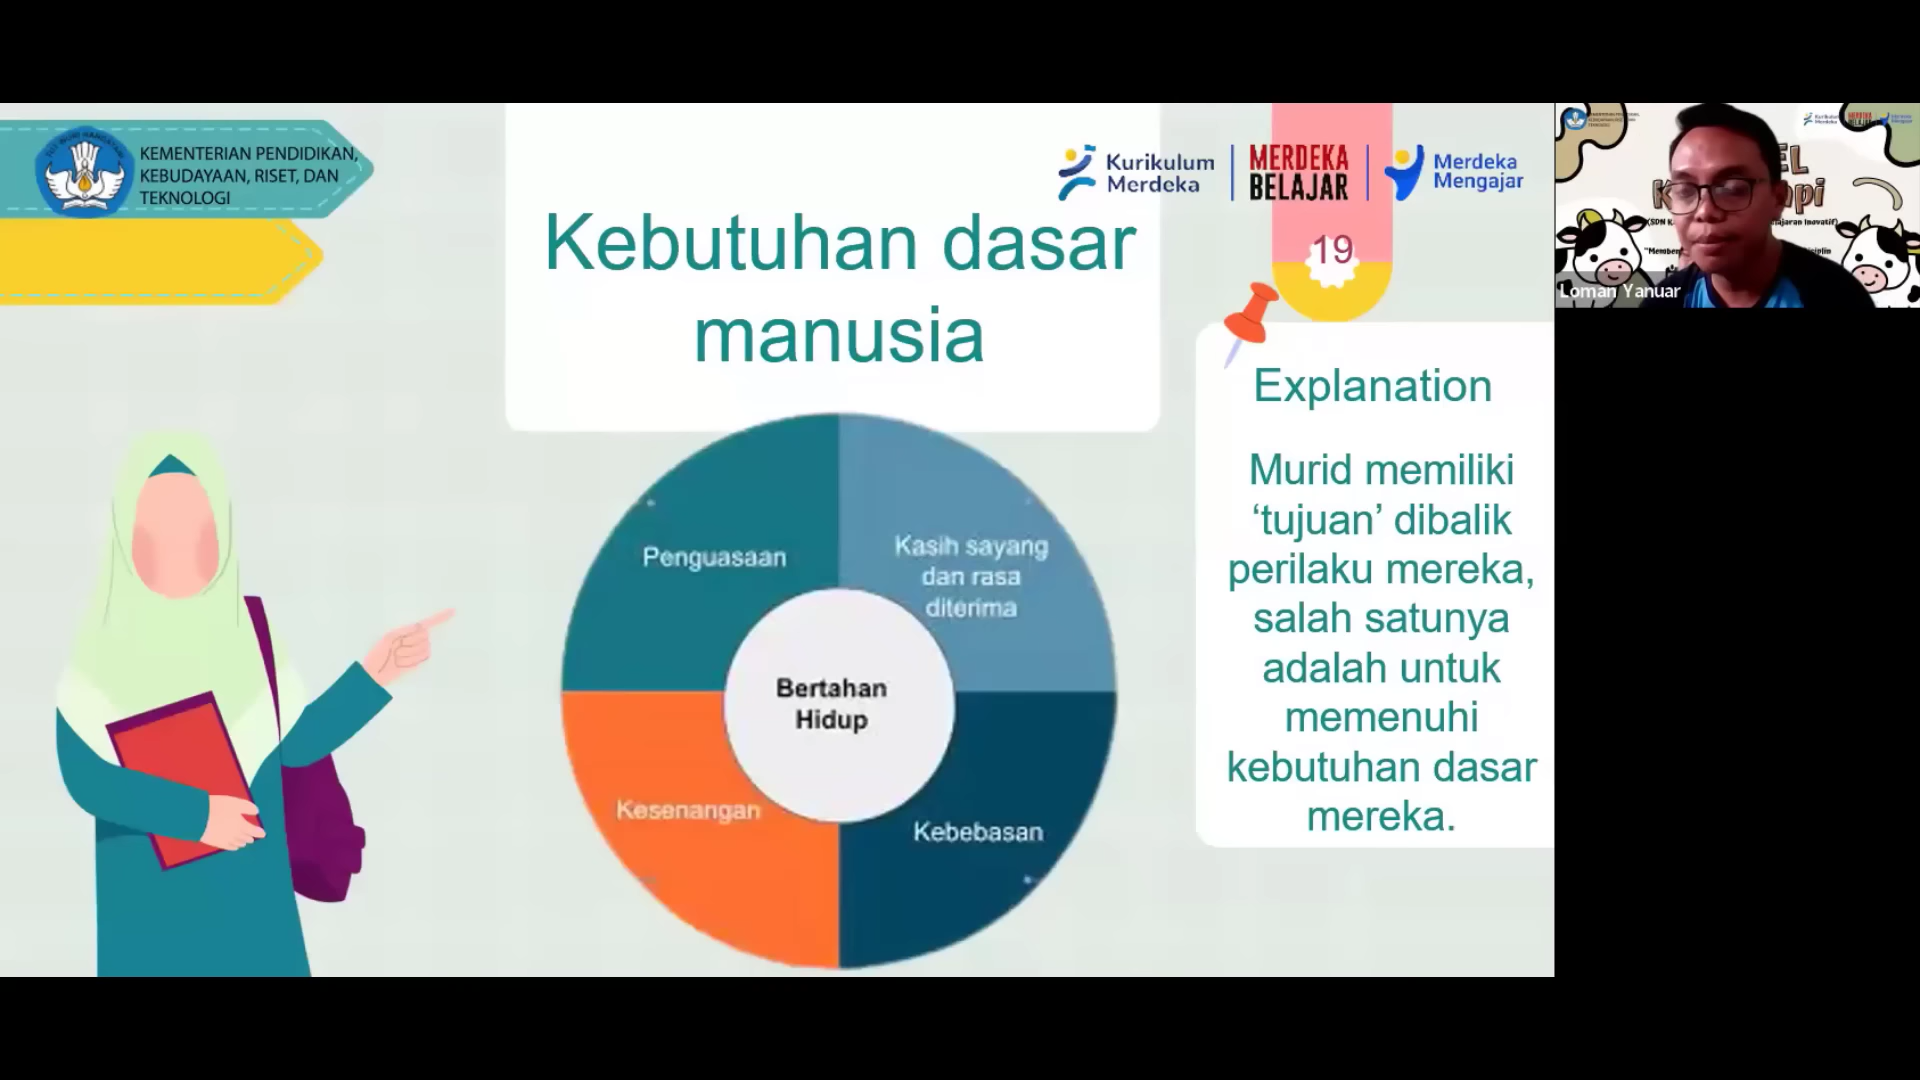 KEMENTERIAN PENDIDIKAN,
KEBUDAYAAN, RISET, DAN
TEKNOLOGI
Kurikulum
Merdeka
MERDEKA
BELAJAR
Merdeka
Mengajar
Kebutuhan dasar
manusia
19
Explanation
Murid memiliki
‘tujuan’ dibalik
perilaku mereka,
salah satunya
adalah untuk
memenuhi
kebutuhan dasar
mereka.
Penguasaan
Kasih sayang
dan rasa
diterima
Bertahan
Hidup
Kesenangan
Kebebasan
Loman Yanuar